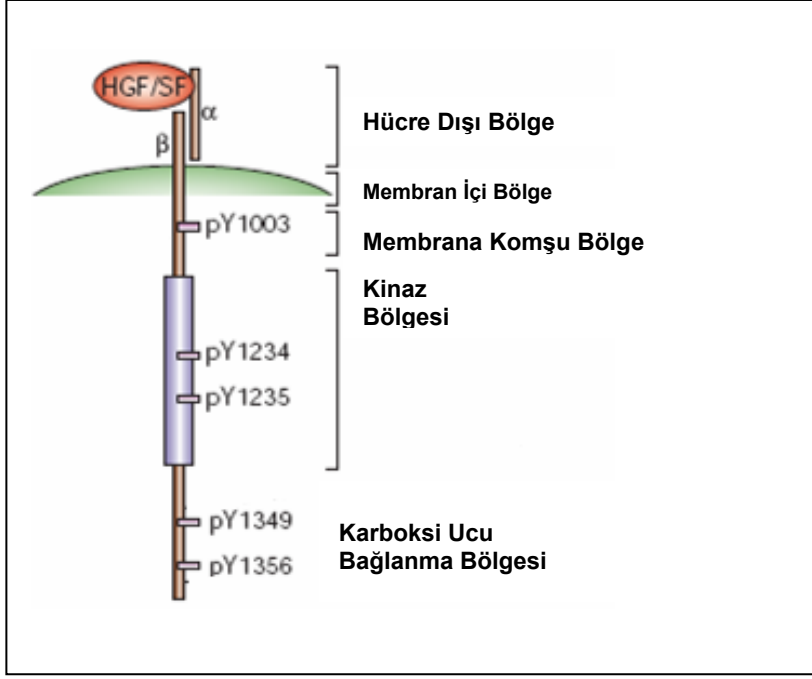 HGF/SF
α
Hücre Dışı Bölge
β
Membran İçi Bölge
pY1003
Membrana Komşu Bölge
Kinaz
Bölgesi
pY1234
pY1235
pY1349
Karboksi Ucu
Bağlanma Bölgesi
pY1356